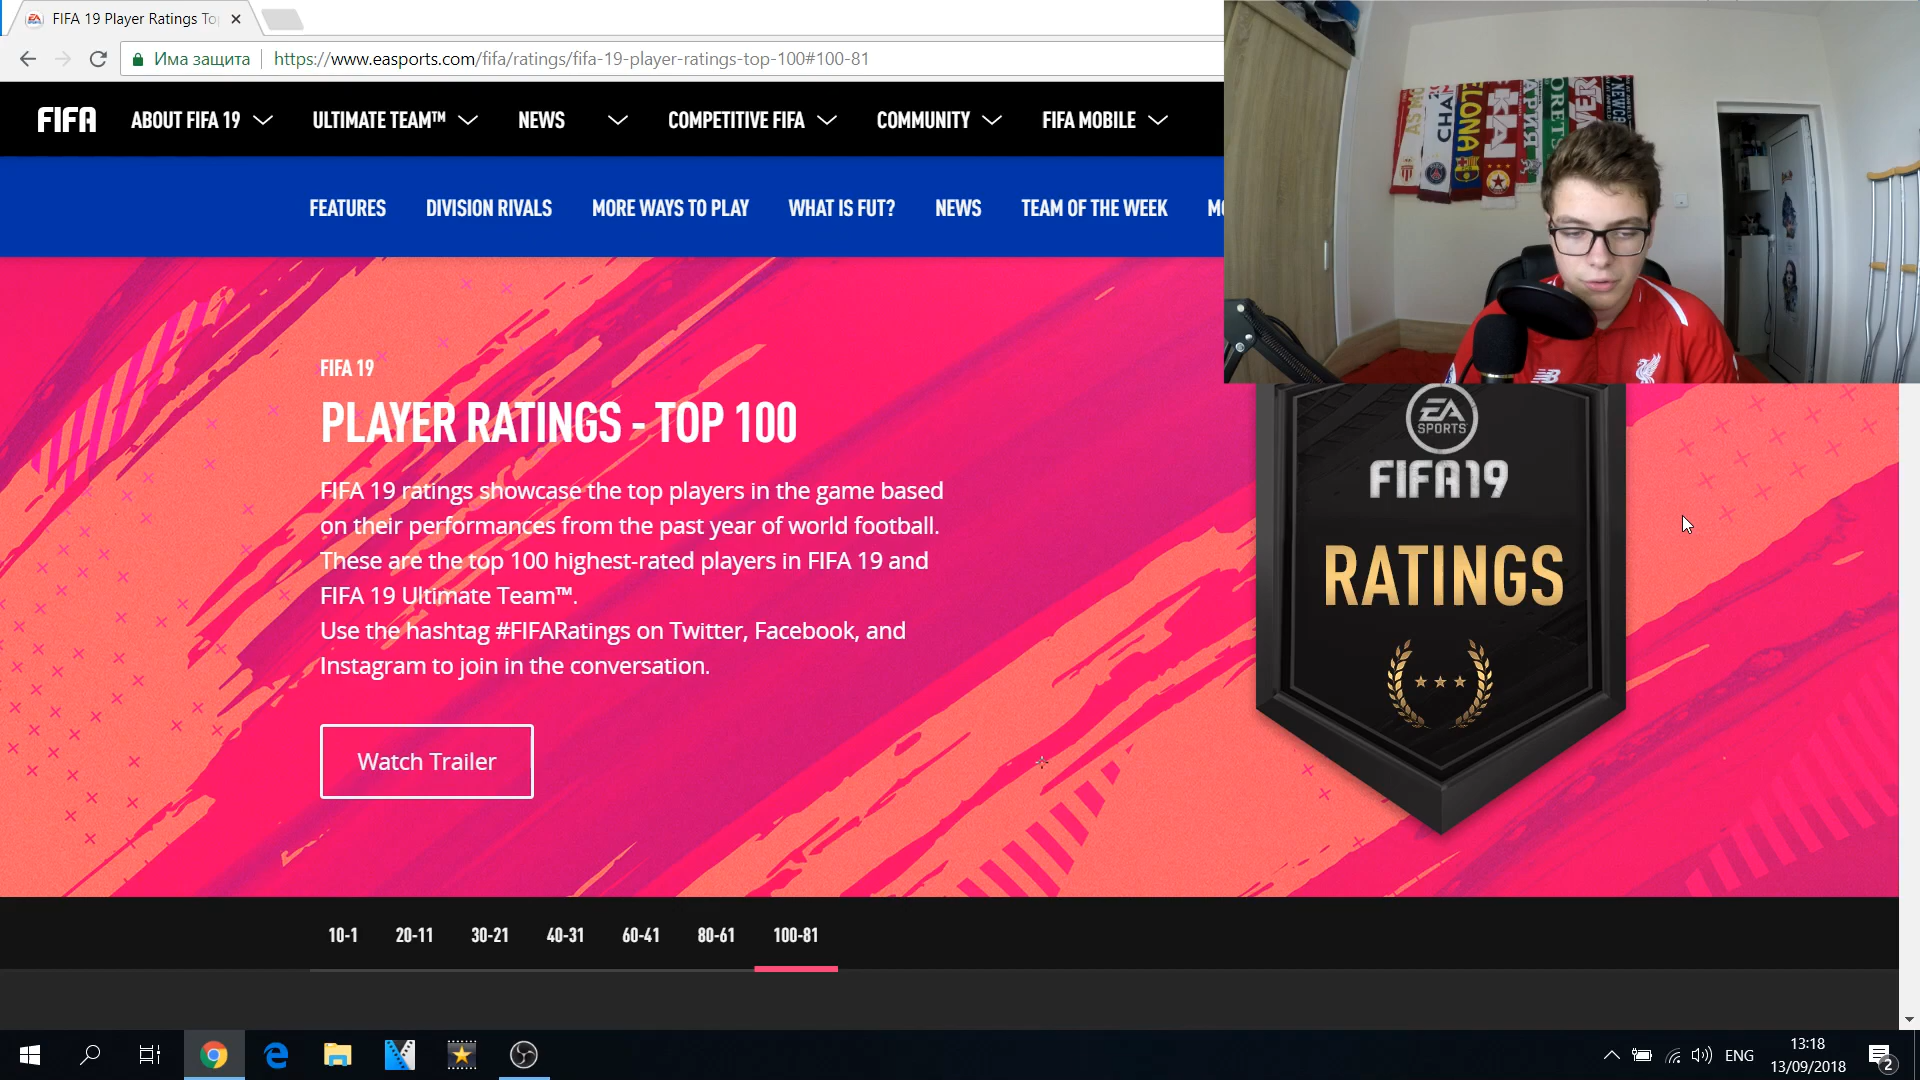 FIFA 19 Player Ratings To
Има защита
https://www.easports.com/fifa/ratings/fifa-19-player-ratings-top-100#100-81
FIFA
ABOUT FIFA 19
ULTIMATE TEAM™
NEWS
COMPETITIVE FIFA
COMMUNITY
FIFA MOBILE
FEATURES
DIVISION RIVALS
MORE WAYS TO PLAY
WHAT IS FUT?
NEWS
TEAM OF THE WEEK
FIFA 19
PLAYER RATINGS - TOP 100
FIFA 19 ratings showcase the top players in the game based
on their performances from the past year of world football.
These are the top 100 highest-rated players in FIFA 19 and
FIFA 19 Ultimate Team™.
Use the hashtag #FIFARatings on Twitter, Facebook, and
Instagram to join in the conversation.
Watch Trailer
EA
SPORTS
FIFA19
RATINGS
10-1
20-11
30-21
40-31
60-41
80-61
100-81
ENG
13:18
13/09/2018
2